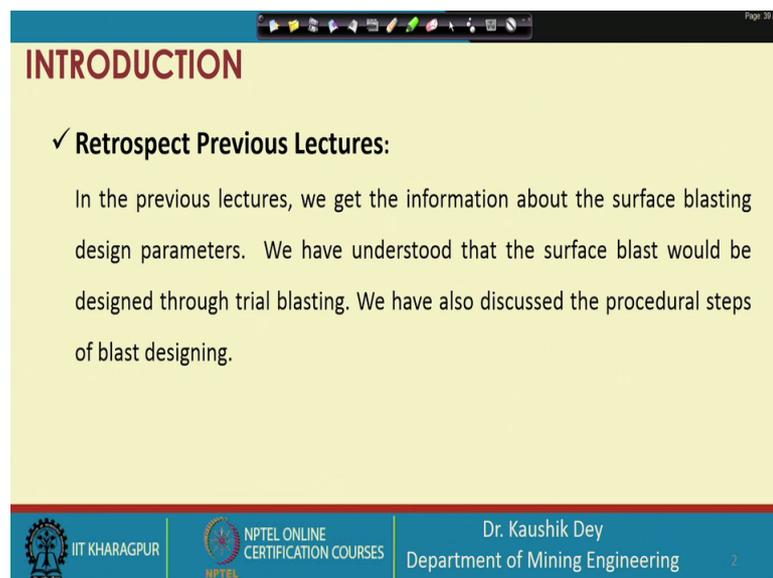 Page: 39
INTRODUCTION
✓ Retrospect Previous Lectures:
In the previous lectures, we get the information about the surface blasting
design parameters. We have understood that the surface blast would be
designed through trial blasting. We have also discussed the procedural steps
of blast designing.
IIT KHARAGPUR
NPTEL
NPTEL ONLINE
CERTIFICATION COURSES
Dr. Kaushik Dey
Department of Mining Engineering
2